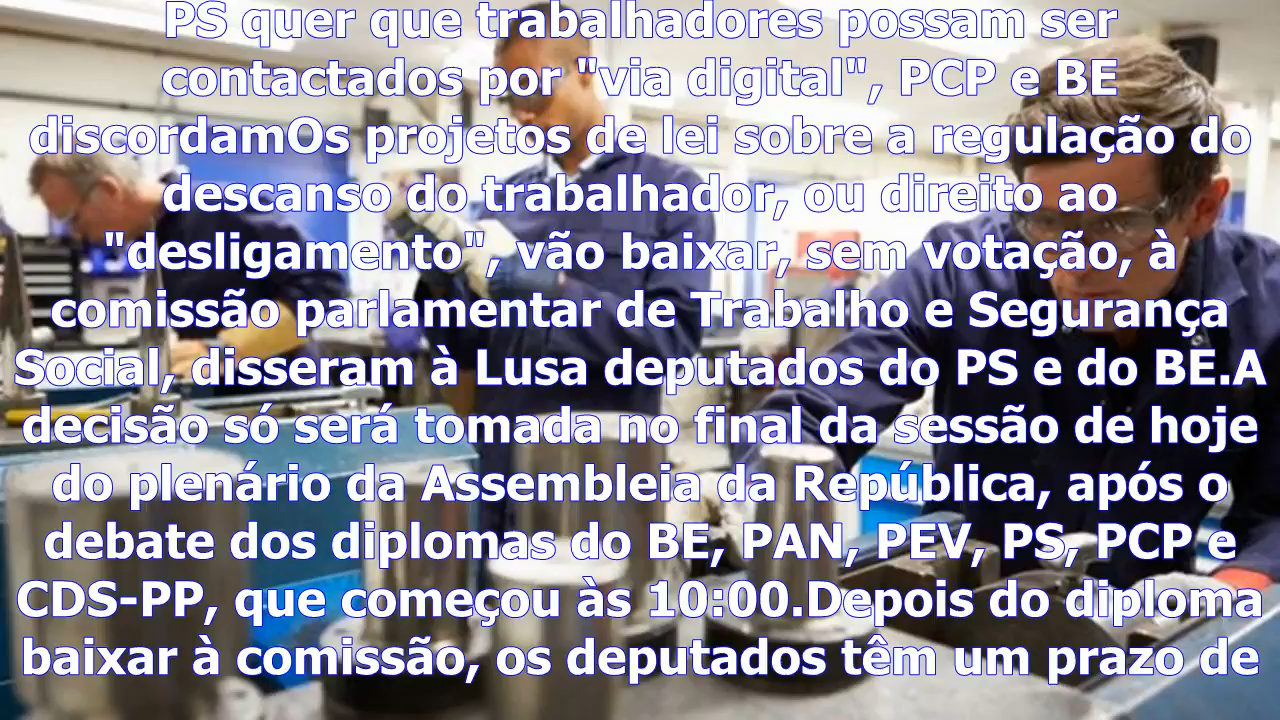 PS quer que trabalhadores possam ser
contactados por "via digital", PCP e BE
discordamOs projetos de lei sobre a regulação do
descanso do trabalhador, ou direito ao
"desligamento", vão baixar, sem votação, à
comissão parlamentar de Trabalho e Segurança
Social, disseram à Lusa deputados do PS e do BE.A
decisão só será tomada no final da sessão de hoje
do plenário da Assembleia da República, após o
debate dos diplomas do BE, PAN, PEV, PS, PCP e
CDS-PP, que começou às 10:00.Depois do diploma
baixar à comissão, os deputados têm um prazo de